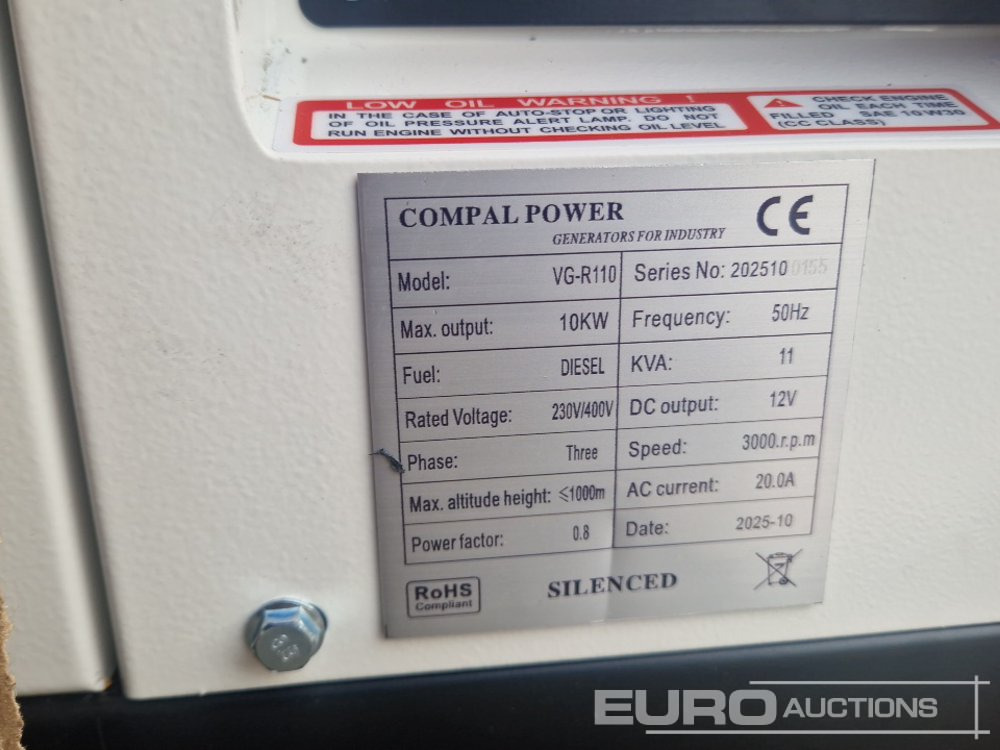 LOW OIL WARNING !
IN THE CASE OF AUTO-STOP OR LIGHTING
OF OIL PRESSURE ALERT LAMP. DO NOT
RUN ENGINE WITHOUT CHECKING OIL LEVEL
CHECK ENGINE
OIL EACH TIME
FILLED SAE 10W30
(CC CLASS)
COMPAL POWER
GENERATORS FOR INDUSTRY
CE
Model: VG-R110
Series No: 20251010155
Max. output: 10KW
Frequency: 50Hz
Fuel: DIESEL
KVA: 11
Rated Voltage: 230V/400V
DC output: 12V
Phase: Three
Speed: 3000.r.p.m
Max. altitude height: ≤1000m
AC current: 20.0A
Power factor: 0.8
Date: 2025-10
RoHS
Compliant
SILENCED
8.8
EURO AUCTIONS